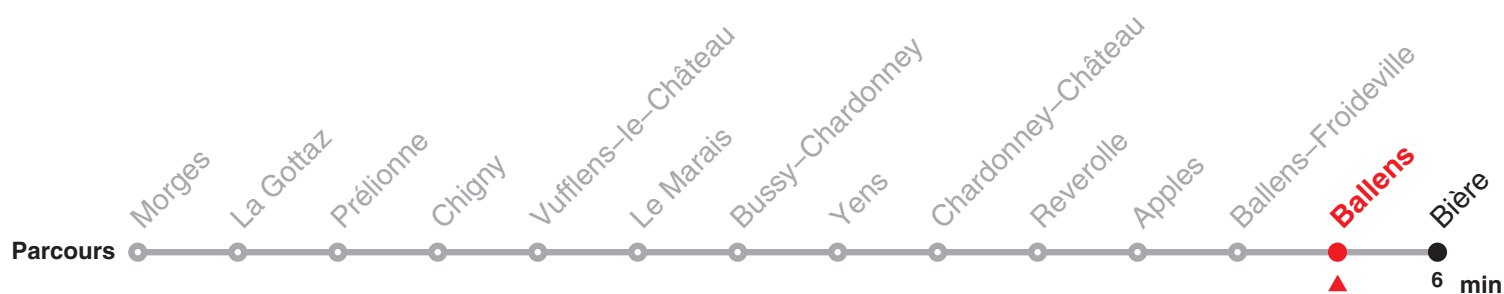 Morges
La Gottaz
Prélionne
Chigny
Vufflens–le–Château
Le Marais
Bussy–Chardonney
Yens
Chardonney–Château
Reverolle
Apples
Ballens–Froideville
Ballens
Bière
Parcours
6 min